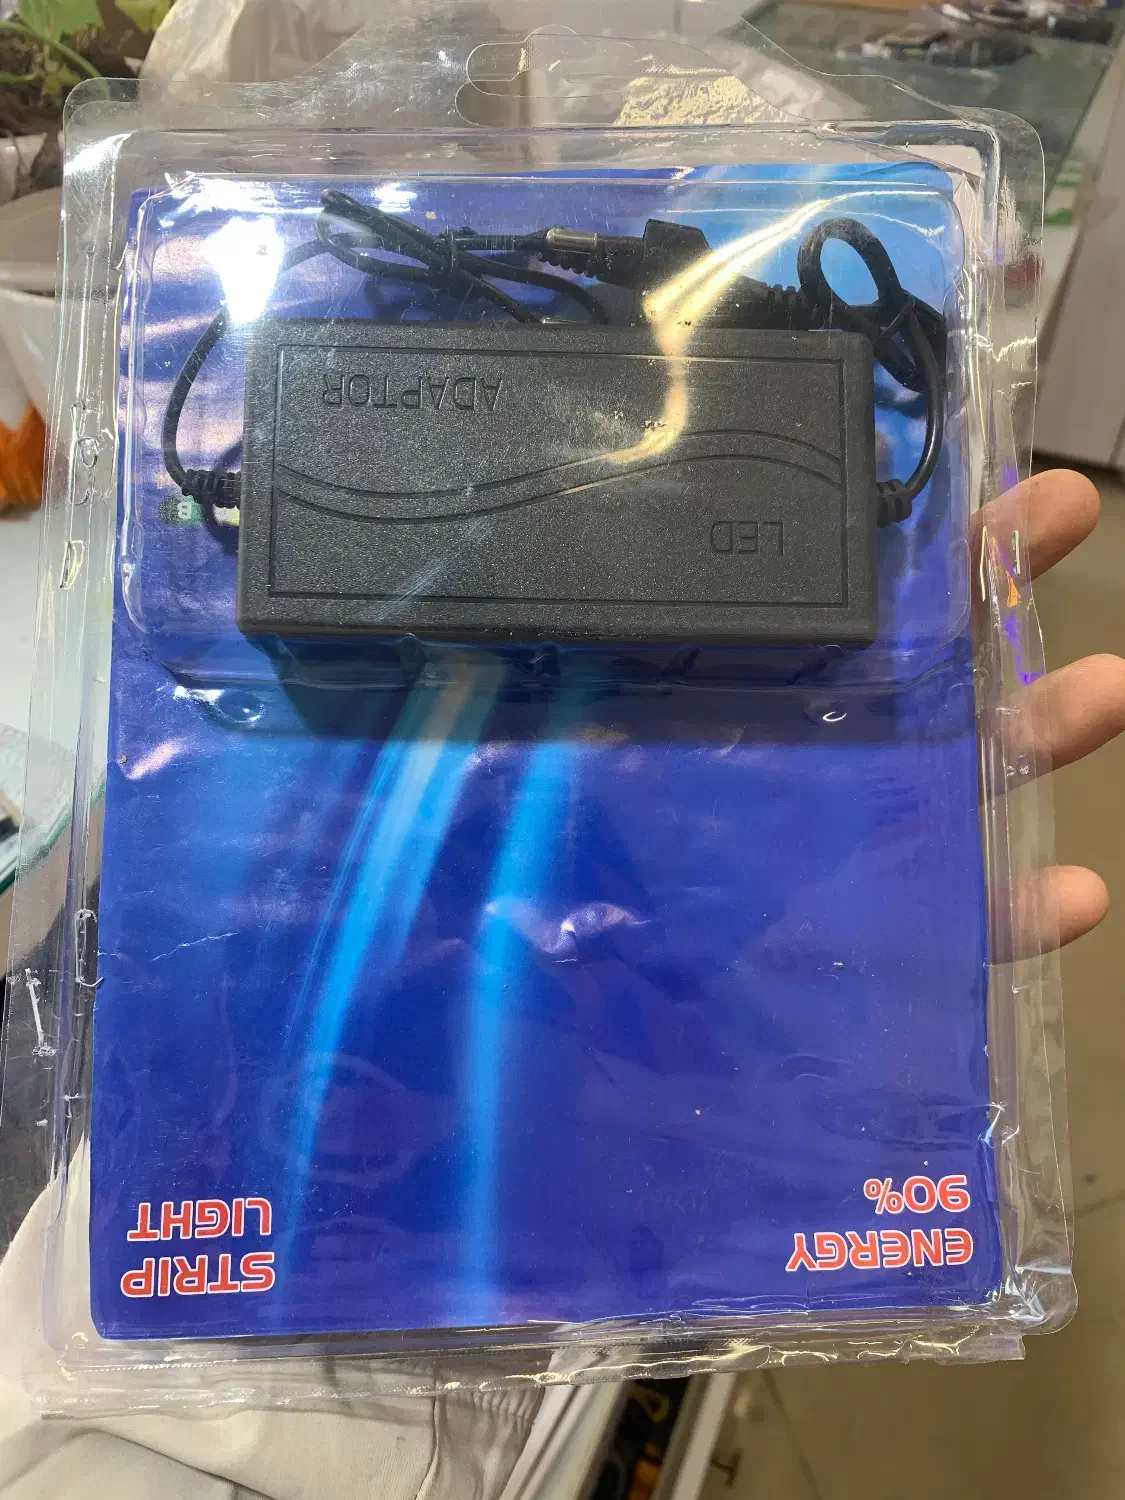 ENERGY
90%
STRIP
LIGHT
LED
ADAPTOR
B